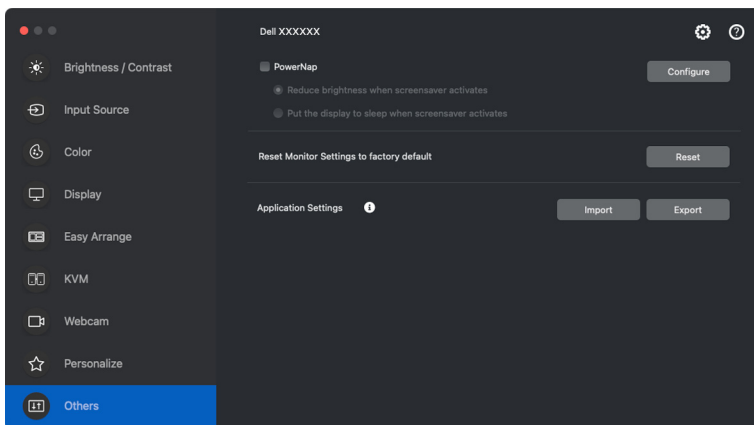 Dell XXXXXX
Brightness / Contrast
Input Source
Color
Display
Easy Arrange
KVM
Webcam
Personalize
Others
PowerNap
Configure
Reduce brightness when screensaver activates
Put the display to sleep when screensaver activates
Reset Monitor Settings to factory default
Reset
Application Settings
Import
Export